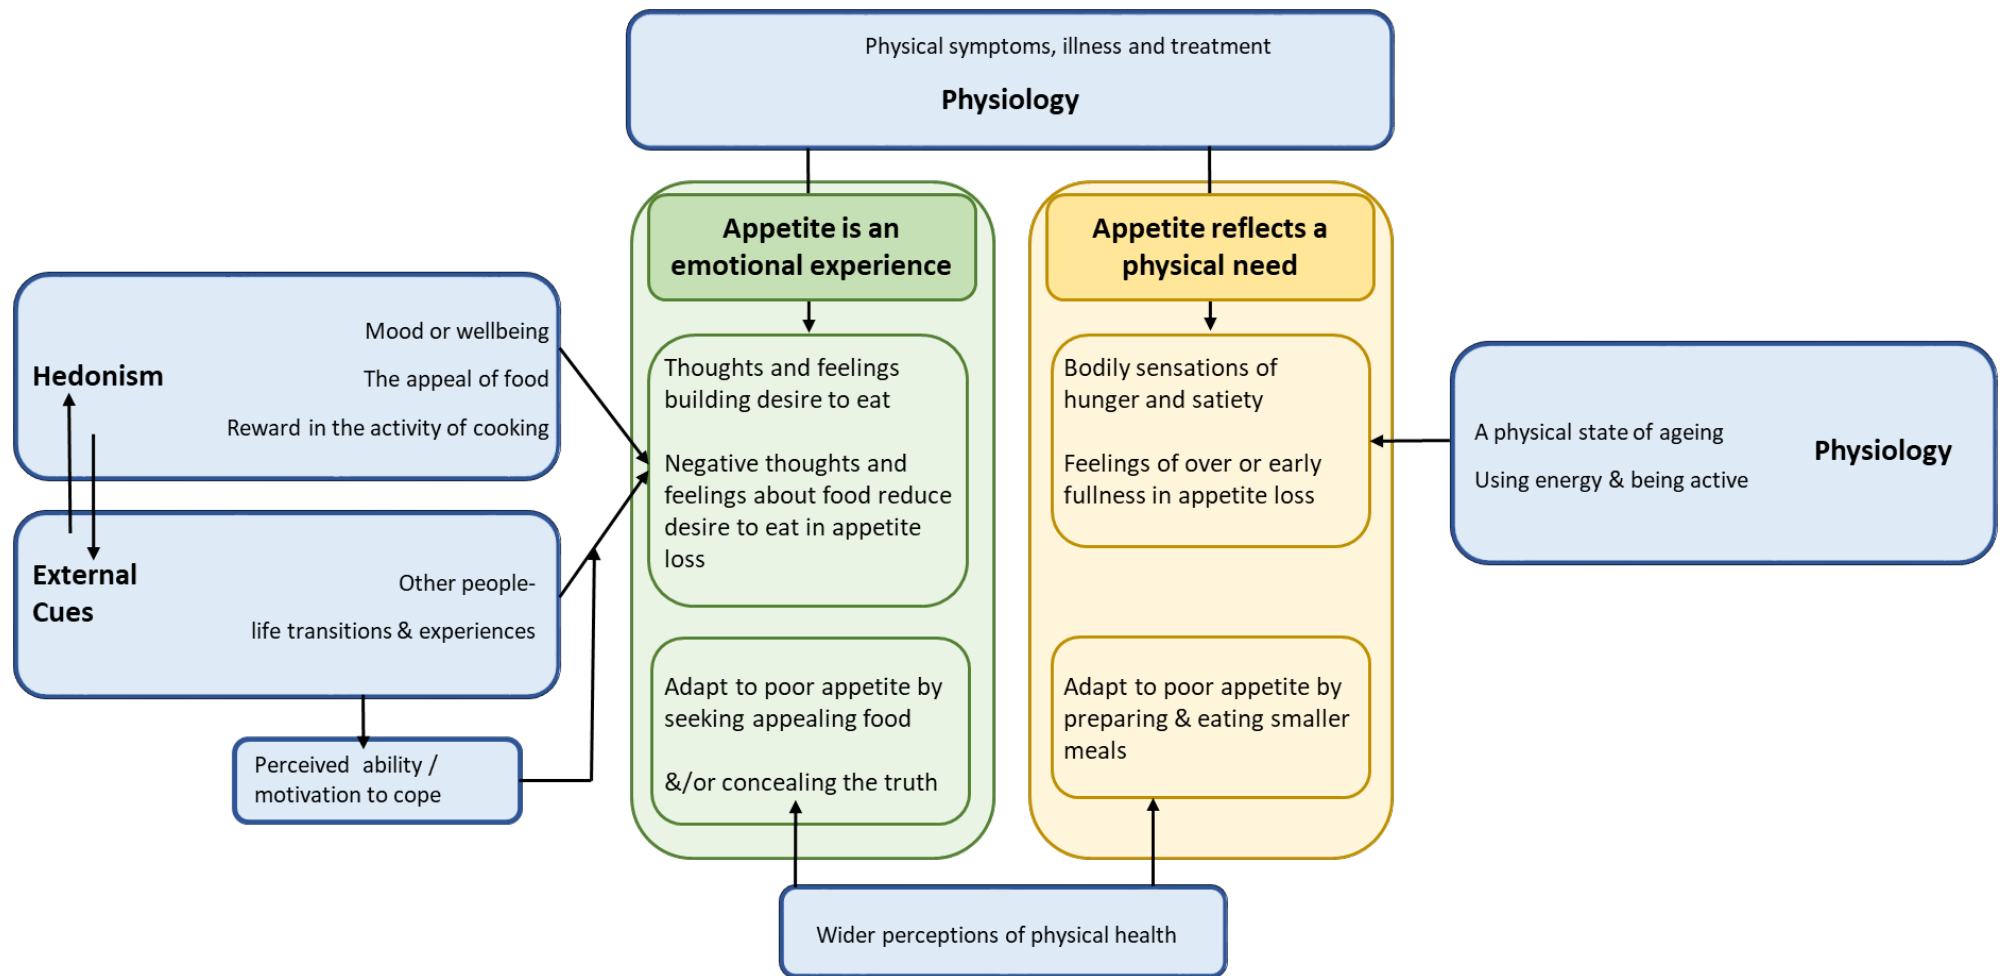 Physical symptoms, illness and treatment
Physiology
Appetite is an
emotional experience
Appetite reflects a
physical need
Hedonism
Mood or wellbeing
The appeal of food
Reward in the activity of cooking
Thoughts and feelings
building desire to eat
Negative thoughts and
feelings about food reduce
desire to eat in appetite
loss
Bodily sensations of
hunger and satiety
Feelings of over or early
fullness in appetite loss
A physical state of ageing
Using energy & being active
Physiology
External
Cues
Other people-
life transitions & experiences
Perceived ability /
motivation to cope
Adapt to poor appetite by
seeking appealing food
&/or concealing the truth
Adapt to poor appetite by
preparing & eating smaller
meals
Wider perceptions of physical health